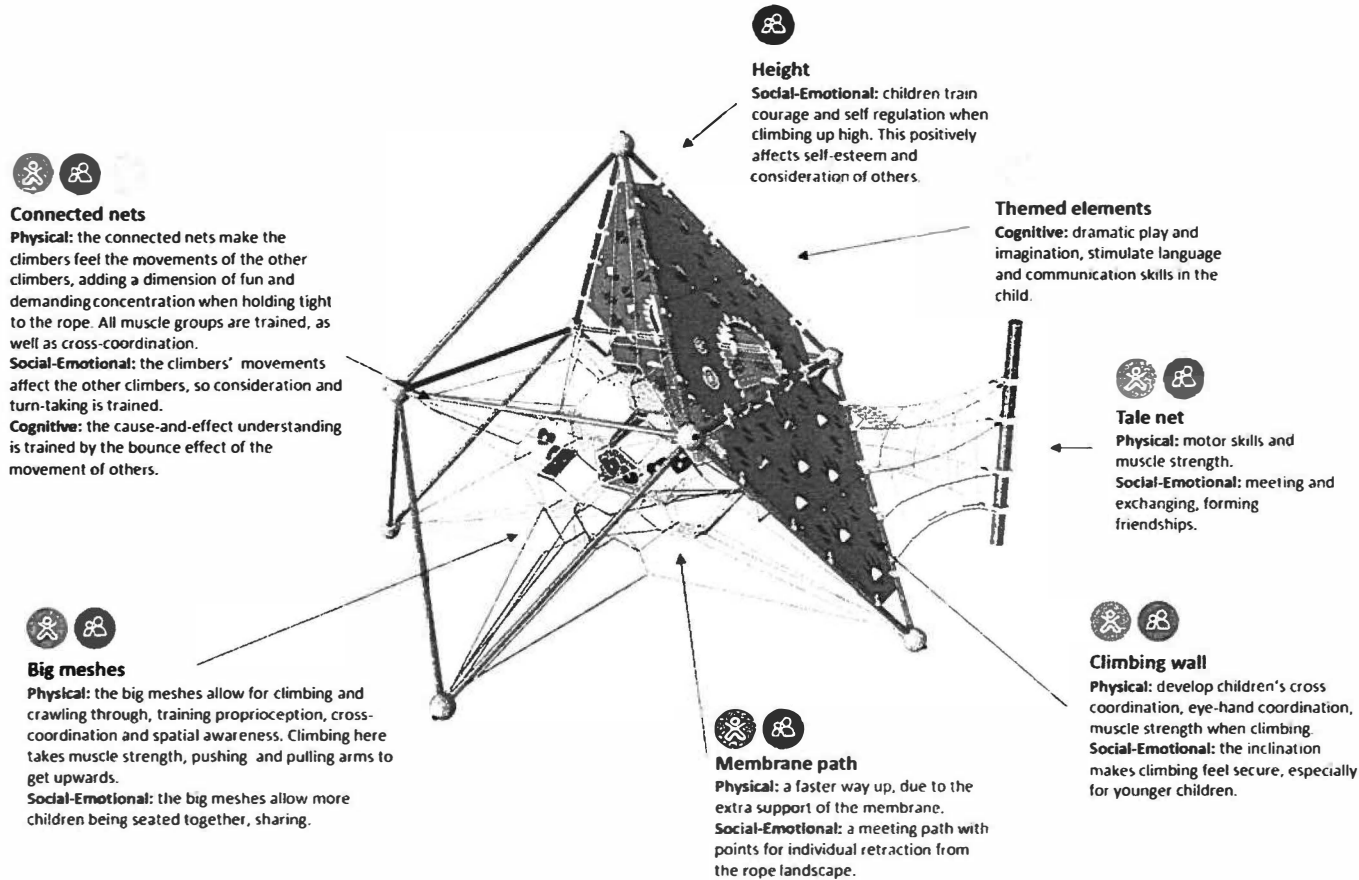 Height
Social-Emotional: children train
courage and self regulation when
climbing up high. This positively
affects self-esteem and
consideration of others.
Connected nets
Physical: the connected nets make the
climbers feel the movements of the other
climbers, adding a dimension of fun and
demanding concentration when holding tight
to the rope. All muscle groups are trained, as
well as cross-coordination.
Social-Emotional: the climbers' movements
affect the other climbers, so consideration and
turn-taking is trained.
Cognitive: the cause-and-effect understanding
is trained by the bounce effect of the
movement of others.
Themed elements
Cognitive: dramatic play and
imagination, stimulate language
and communication skills in the
child.
Tale net
Physical: motor skills and
muscle strength.
Social-Emotional: meeting and
exchanging, forming
friendships.
Big meshes
Physical: the big meshes allow for climbing and
crawling through, training proprioception, cross-
coordination and spatial awareness. Climbing here
takes muscle strength, pushing and pulling arms to
get upwards.
Social-Emotional: the big meshes allow more
children being seated together, sharing.
Membrane path
Physical: a faster way up, due to the
extra support of the membrane.
Social-Emotional: a meeting path with
points for individual retraction from
the rope landscape.
Climbing wall
Physical: develop children's cross
coordination, eye-hand coordination,
muscle strength when climbing.
Social-Emotional: the inclination
makes climbing feel secure, especially
for younger children.